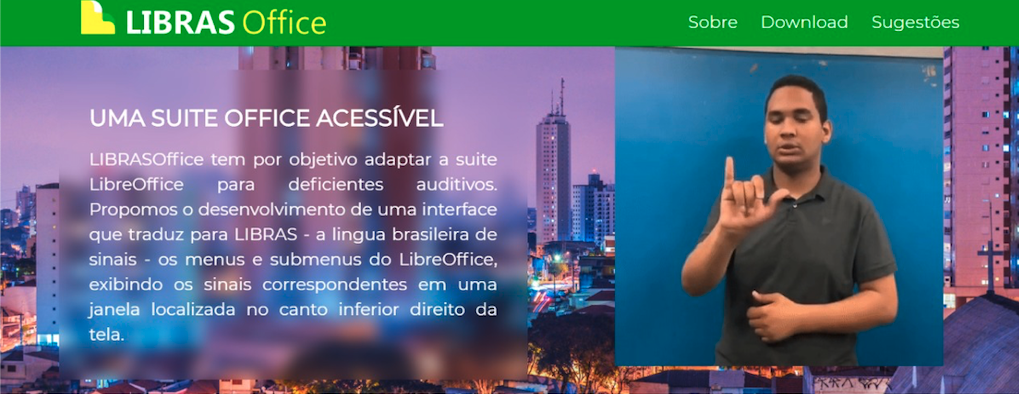 LIBRAS Office
Sobre Download Sugestões
UMA SUITE OFFICE ACESSÍVEL
LIBRASOffice tem por objetivo adaptar a suite
LibreOffice para deficientes auditivos.
Propomos o desenvolvimento de uma interface
que traduz para LIBRAS - a lingua brasileira de
sinais - os menus e submenus do LibreOffice,
exibindo os sinais correspondentes em uma
janela localizada no canto inferior direito da
tela.